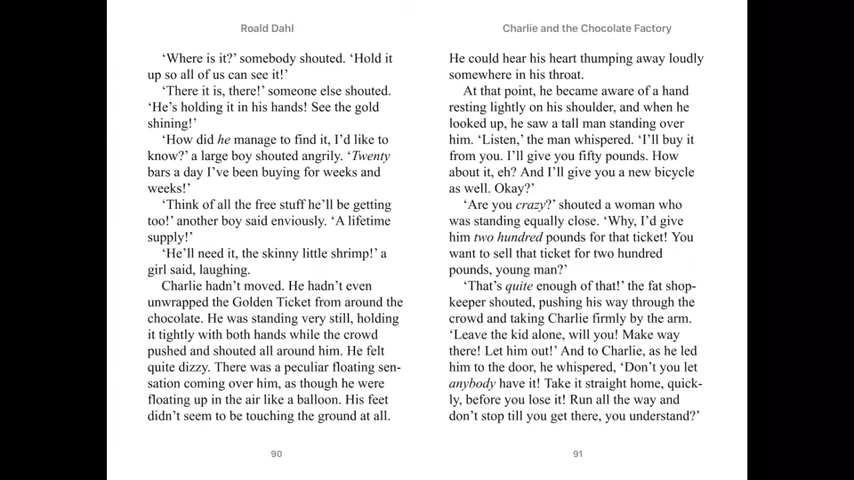 Roald Dahl
‘Where is it?’ somebody shouted. ‘Hold it
up so all of us can see it!’
‘There it is, there!’ someone else shouted.
‘He’s holding it in his hands! See the gold
shining!’
‘How did he manage to find it, I’d like to
know?’ a large boy shouted angrily. ‘Twenty
bars a day I’ve been buying for weeks and
weeks!’
‘Think of all the free stuff he’ll be getting
too!’ another boy said enviously. ‘A lifetime
supply!’
‘He’ll need it, the skinny little shrimp!’ a
girl said, laughing.
Charlie hadn’t moved. He hadn’t even
unwrapped the Golden Ticket from around the
chocolate. He was standing very still, holding
it tightly with both hands while the crowd
pushed and shouted all around him. He felt
quite dizzy. There was a peculiar floating sen-
sation coming over him, as though he were
floating up in the air like a balloon. His feet
didn’t seem to be touching the ground at all.
90
Charlie and the Chocolate Factory
He could hear his heart thumping away loudly
somewhere in his throat.
At that point, he became aware of a hand
resting lightly on his shoulder, and when he
looked up, he saw a tall man standing over
him. ‘Listen,’ the man whispered. ‘I’ll buy it
from you. I’ll give you fifty pounds. How
about it, eh? And I’ll give you a new bicycle
as well. Okay?’
‘Are you crazy?’ shouted a woman who
was standing equally close. ‘Why, I’d give
him two hundred pounds for that ticket! You
want to sell that ticket for two hundred
pounds, young man?’
‘That’s quite enough of that!’ the fat shop-
keeper shouted, pushing his way through the
crowd and taking Charlie firmly by the arm.
‘Leave the kid alone, will you! Make way
there! Let him out!’ And to Charlie, as he led
him to the door, he whispered, ‘Don’t you let
anybody have it! Take it straight home, quick-
ly, before you lose it! Run all the way and
don’t stop till you get there, you understand?’
91